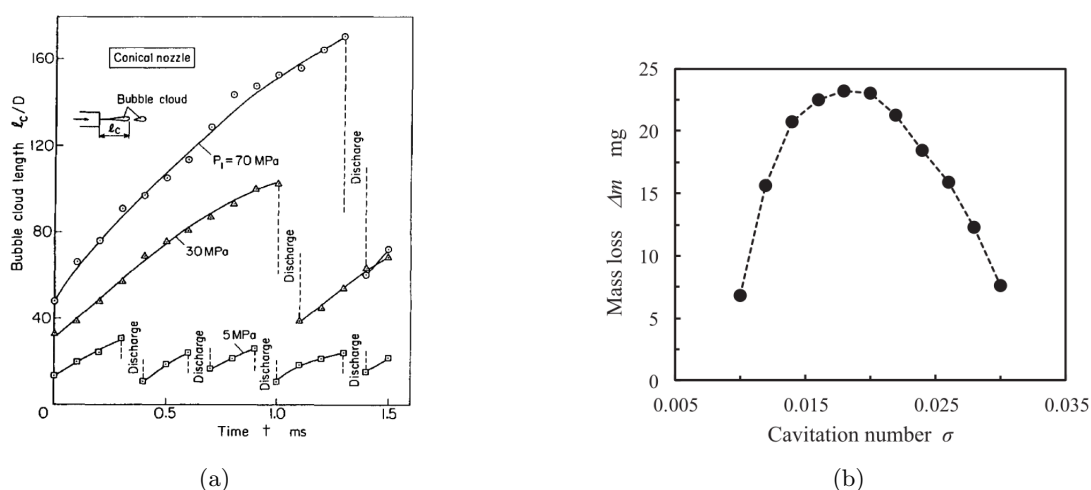 160
120
80
40
0
Bubble cloud length ℓc/D
Conical nozzle
Bubble cloud
ℓc
P₁ = 70 MPa
30 MPa
5 MPa
Discharge
Discharge
Discharge
Discharge
Discharge
Discharge
Discharge
0
0.5
1.0
1.5
Time t ms
(a)
25
20
15
10
5
0
Mass loss Δm mg
0.005
0.015
0.025
0.035
Cavitation number σ
(b)